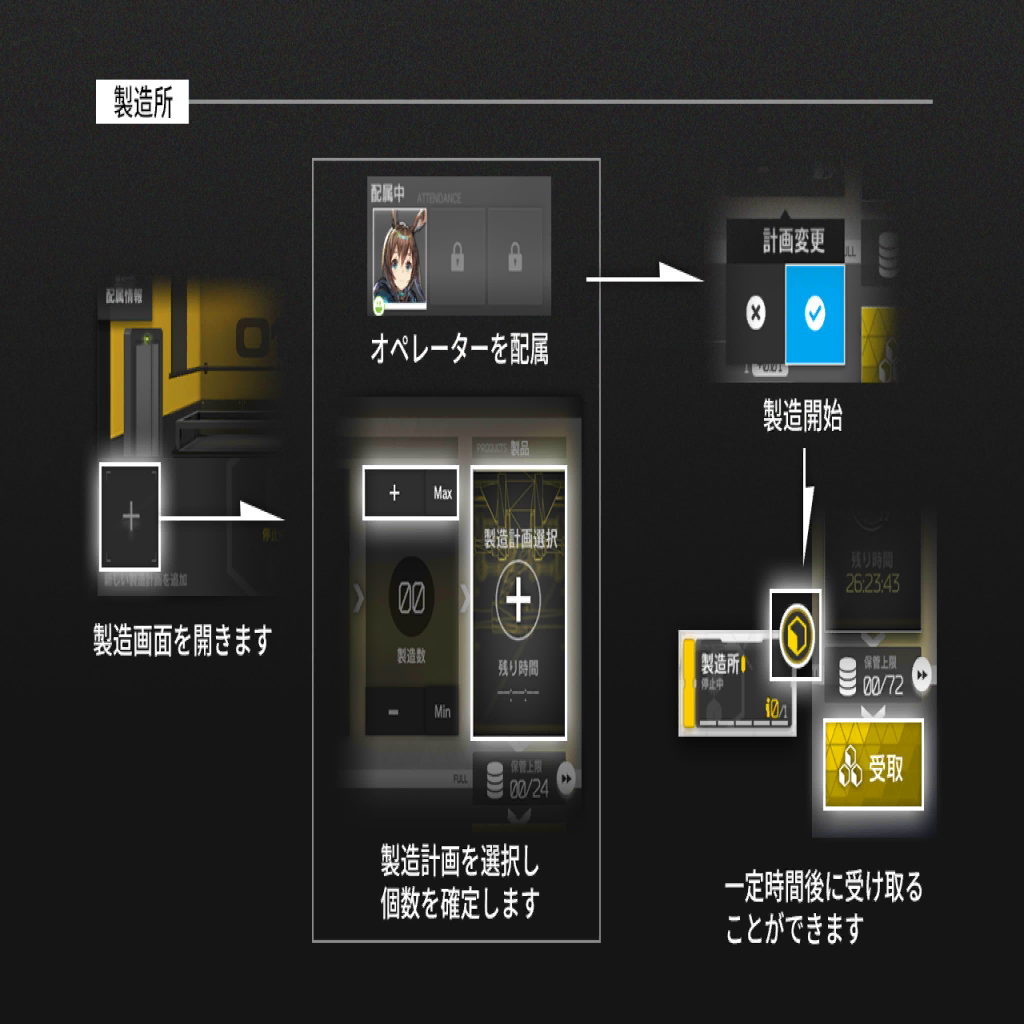 製造所
配属情報
新しい製造計画を追加
製造画面を開きます
配属中 ATTENDANCE
オペレーターを配属
PRODUCTS 製品
+ Max
製造計画選択
00
製造数
残り時間
--:--:--
- Min
FULL
保管上限
00/24
製造計画を選択し
個数を確定します
計画変更
製造開始
残り時間
26:23:43
製造所
停止中
0/1
保管上限
00/72
受取
一定時間後に受け取る
ことができます